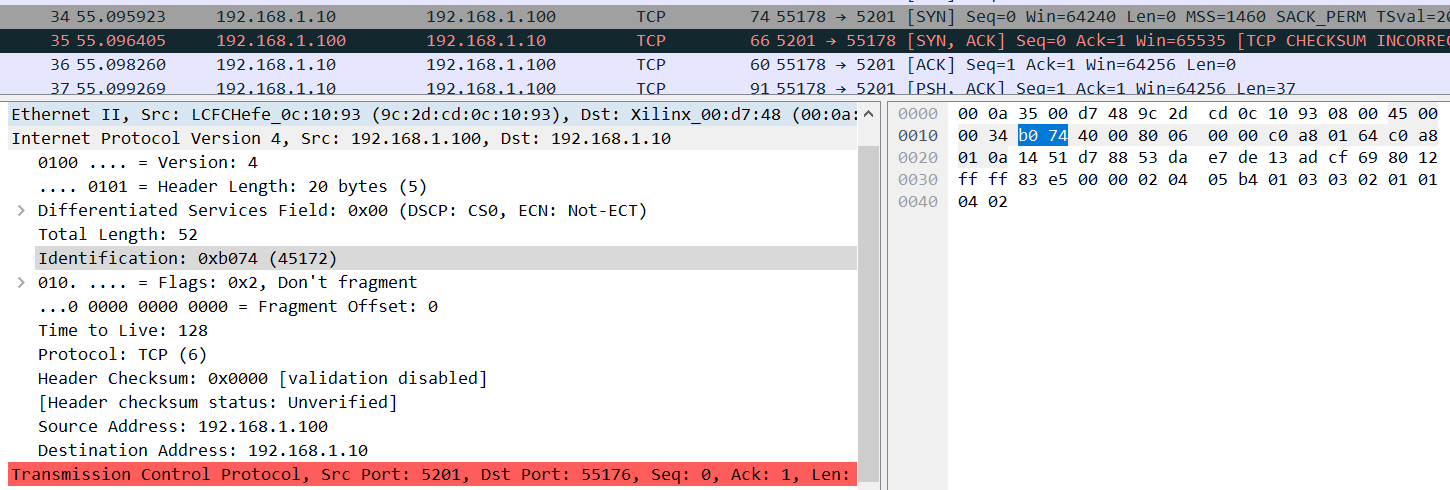 34 55.095923 192.168.1.10 192.168.1.100 TCP 74 55178 → 5201 [SYN] Seq=0 Win=64240 Len=0 MSS=1460 SACK_PERM TSval=20
35 55.096405 192.168.1.100 192.168.1.10 TCP 66 5201 → 55178 [SYN, ACK] Seq=0 Ack=1 Win=65535 [TCP CHECKSUM INCORREC
36 55.098260 192.168.1.10 192.168.1.100 TCP 60 55178 → 5201 [ACK] Seq=1 Ack=1 Win=64256 Len=0
37 55.099269 192.168.1.10 192.168.1.100 TCP 91 55178 → 5201 [PSH, ACK] Seq=1 Ack=1 Win=64256 Len=37
Ethernet II, Src: LCFCHefe_0c:10:93 (9c:2d:cd:0c:10:93), Dst: Xilinx_00:d7:48 (00:0a:
Internet Protocol Version 4, Src: 192.168.1.100, Dst: 192.168.1.10
0100 .... = Version: 4
.... 0101 = Header Length: 20 bytes (5)
Differentiated Services Field: 0x00 (DSCP: CS0, ECN: Not-ECT)
Total Length: 52
Identification: 0xb074 (45172)
010. .... = Flags: 0x2, Don't fragment
...0 0000 0000 0000 = Fragment Offset: 0
Time to Live: 128
Protocol: TCP (6)
Header Checksum: 0x0000 [validation disabled]
[Header checksum status: Unverified]
Source Address: 192.168.1.100
Destination Address: 192.168.1.10
Transmission Control Protocol, Src Port: 5201, Dst Port: 55176, Seq: 0, Ack: 1, Len:
0000 00 0a 35 00 d7 48 9c 2d cd 0c 10 93 08 00 45 00
0010 00 34 b0 74 40 00 80 06 00 00 c0 a8 01 64 c0 a8
0020 01 0a 14 51 d7 88 53 da e7 de 13 ad cf 69 80 12
0030 ff ff 83 e5 00 00 02 04 05 b4 01 03 03 02 01 01
0040 04 02